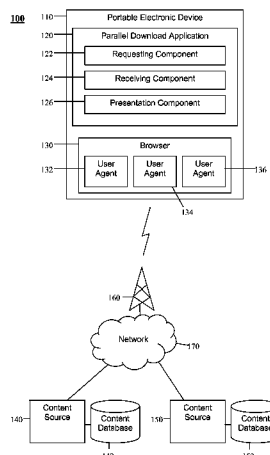 100
110
Portable Electronic Device
120
Parallel Download Application
122
Requesting Component
124
Receiving Component
126
Presentation Component
130
Browser
132
User Agent
User Agent
User Agent
136
134
160
Network
170
140
Content Source
Content Database
150
Content Source
Content Database